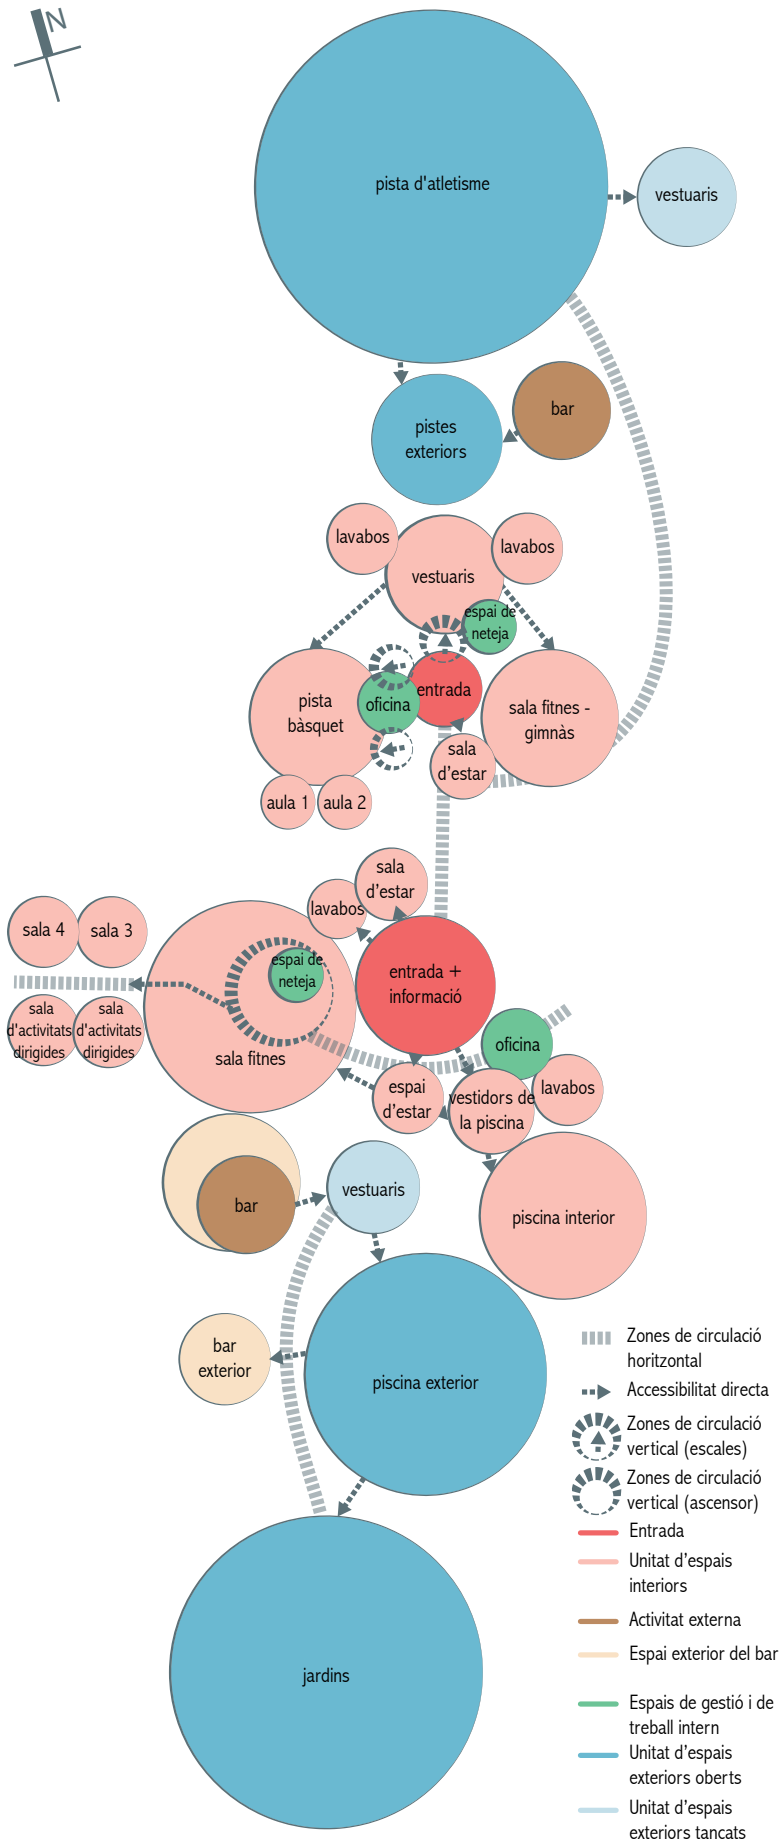 N
pista d'atletisme
vestuaris
pistes
exteriors
bar
lavabos
lavabos
vestuaris
espai de
neteja
entrada
oficina
pista
bàsquet
sala fitnes -
gimnàs
sala
d'estar
aula 1
aula 2
sala
d'estar
lavabos
sala 4
sala 3
espai de
neteja
entrada +
informació
sala
d'activitats
dirigides
sala
d'activitats
dirigides
sala fitnes
oficina
espai
d'estar
vestidors de
la piscina
lavabos
bar
vestuaris
piscina interior
bar
exterior
piscina exterior
jardins
Zones de circulació
horitzontal
Accessibilitat directa
Zones de circulació
vertical (escales)
Zones de circulació
vertical (ascensor)
Entrada
Unitat d'espais
interiors
Activitat externa
Espai exterior del bar
Espais de gestió i de
treball intern
Unitat d'espais
exteriors oberts
Unitat d'espais
exteriors tancats